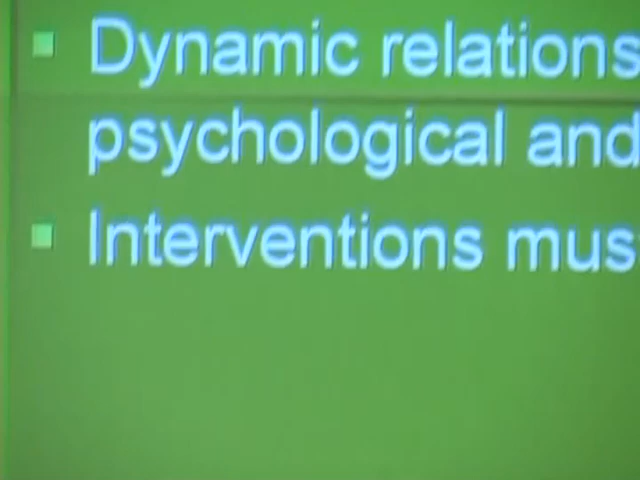 Dynamic relations
psychological and
Interventions mus